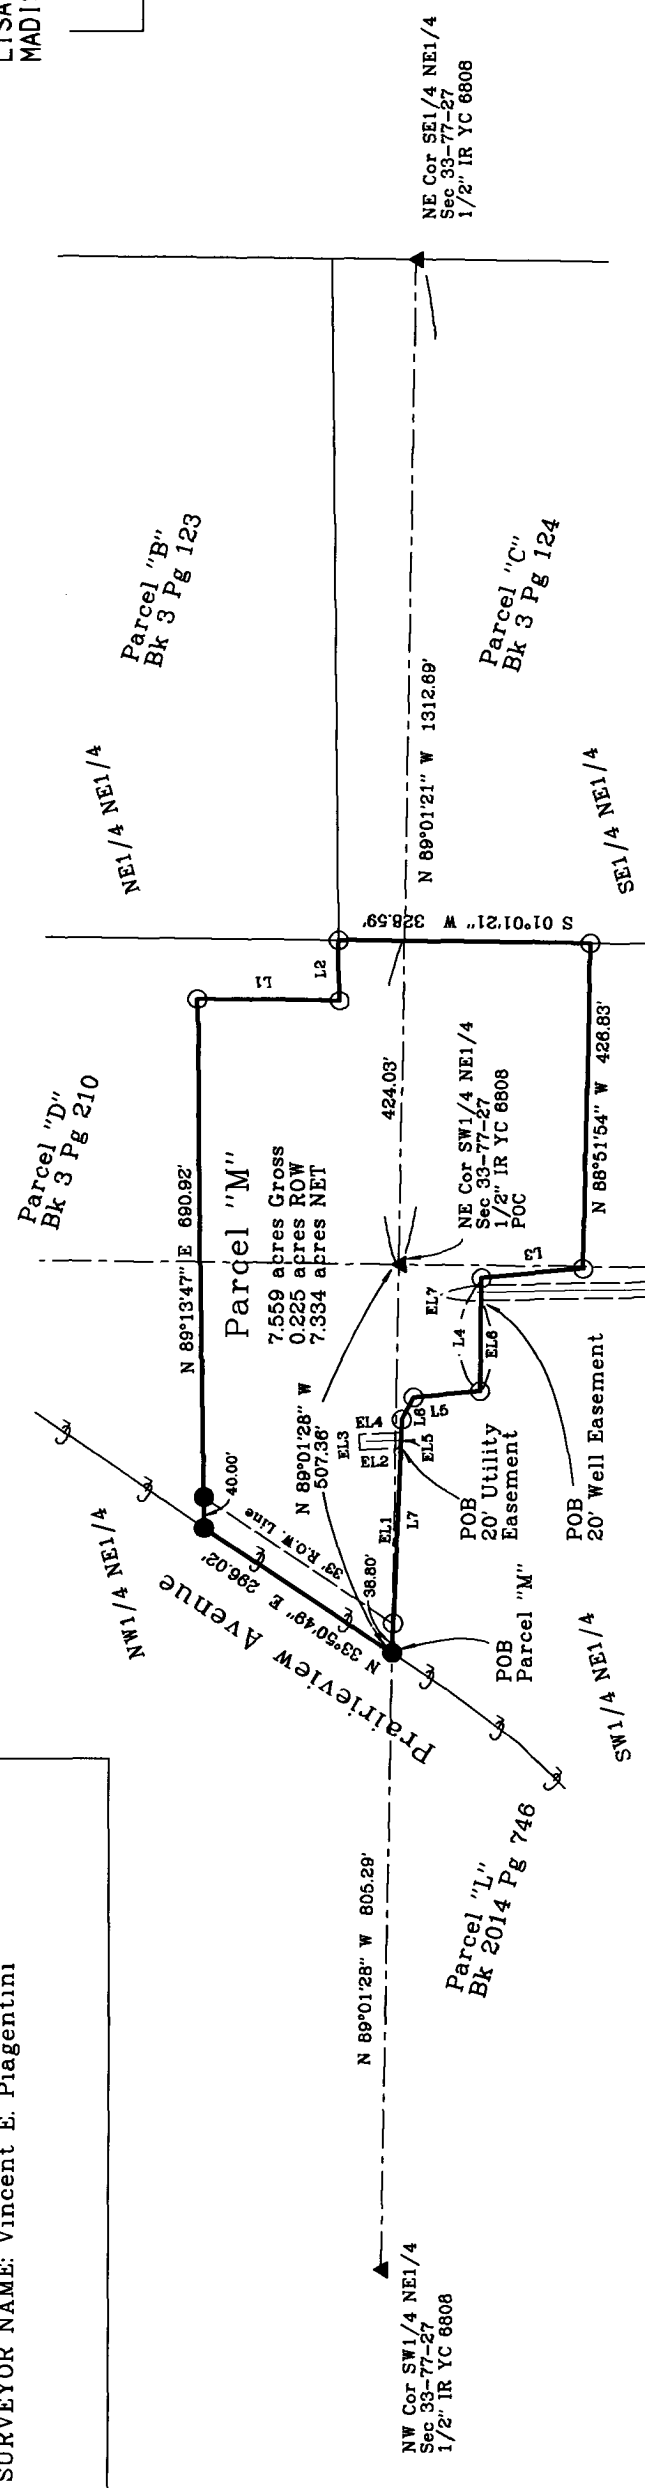 LISA
MADI
SURVEYOR NAME: Vincent E. Piagentini
NE Cor SE1/4 NE1/4
Sec 33-77-27
1/2" IR YC 6808
Parcel "B"
Bk 3 Pg 123
Parcel "C"
Bk 3 Pg 124
NE1/4 NE1/4
N 89°01'21" W 1312.69'
SE1/4 NE1/4
S 01°01'21" W 328.59'
L2
L1
Parcel "D"
Bk 3 Pg 210
N 89°13'47" E 690.92'
Parcel "M"
7.559 acres Gross
0.225 acres ROW
7.334 acres NET
424.03'
NE Cor SW1/4 NE1/4
Sec 33-77-27
1/2" IR YC 6808
POC
N 88°51'54" W 426.83'
L3
EL7
L4
EL6
L5
L6
EL4
EL3
EL2
EL5
EL1
L7
N 89°01'28" W
507.36'
40.00'
38.80'
33' R.O.W. Line
N 33°50'49" E 296.02'
Prairieview Avenue
NW1/4 NE1/4
POB
20' Utility
Easement
POB
20' Well Easement
POB
Parcel "M"
SW1/4 NE1/4
Parcel "L"
Bk 2014 Pg 746
N 89°01'28" W 805.29'
NW Cor SW1/4 NE1/4
Sec 33-77-27
1/2" IR YC 6808